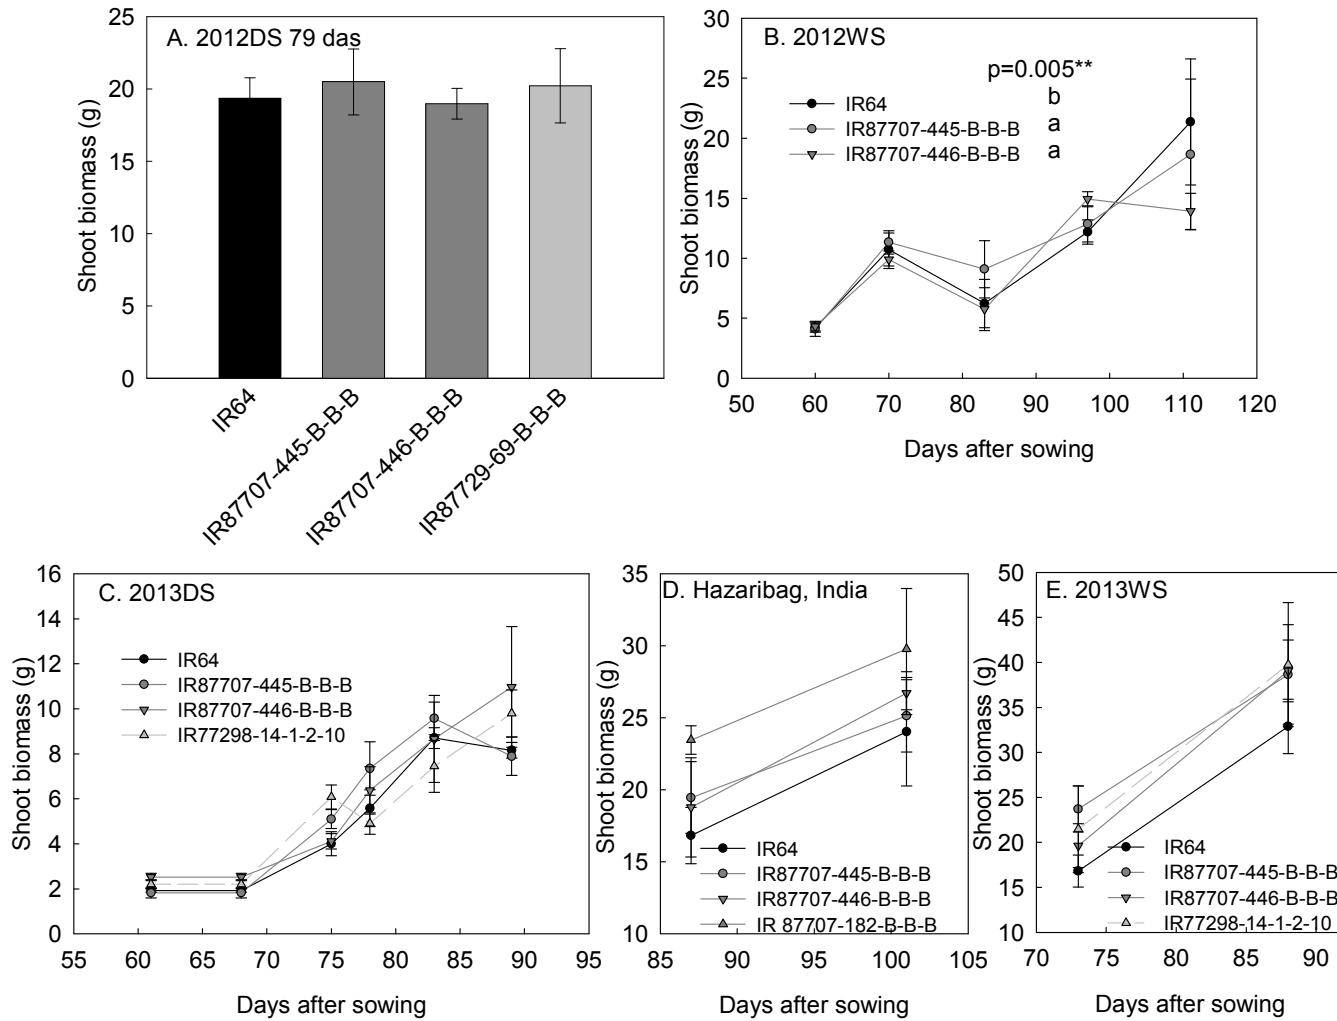 A. 2012DS 79 das
Shoot biomass (g)
25
20
15
10
5
0
IR64
IR87707-445-B-B-B
IR87707-446-B-B-B
IR87729-69-B-B-B
B. 2012WS
p=0.005**
IR64 b
IR87707-445-B-B-B a
IR87707-446-B-B-B a
Shoot biomass (g)
30
25
20
15
10
5
0
50 60 70 80 90 100 110 120
Days after sowing
C. 2013DS
IR64
IR87707-445-B-B-B
IR87707-446-B-B-B
IR77298-14-1-2-10
Shoot biomass (g)
16
14
12
10
8
6
4
2
0
55 60 65 70 75 80 85 90 95
Days after sowing
D. Hazaribag, India
Shoot biomass (g)
35
30
25
20
15
10
IR64
IR87707-445-B-B-B
IR87707-446-B-B-B
IR 87707-182-B-B-B
85 90 95 100 105
Days after sowing
E. 2013WS
Shoot biomass (g)
50
45
40
35
30
25
20
15
10
IR64
IR87707-445-B-B-B
IR87707-446-B-B-B
IR77298-14-1-2-10
70 75 80 85 90
Days after sowing